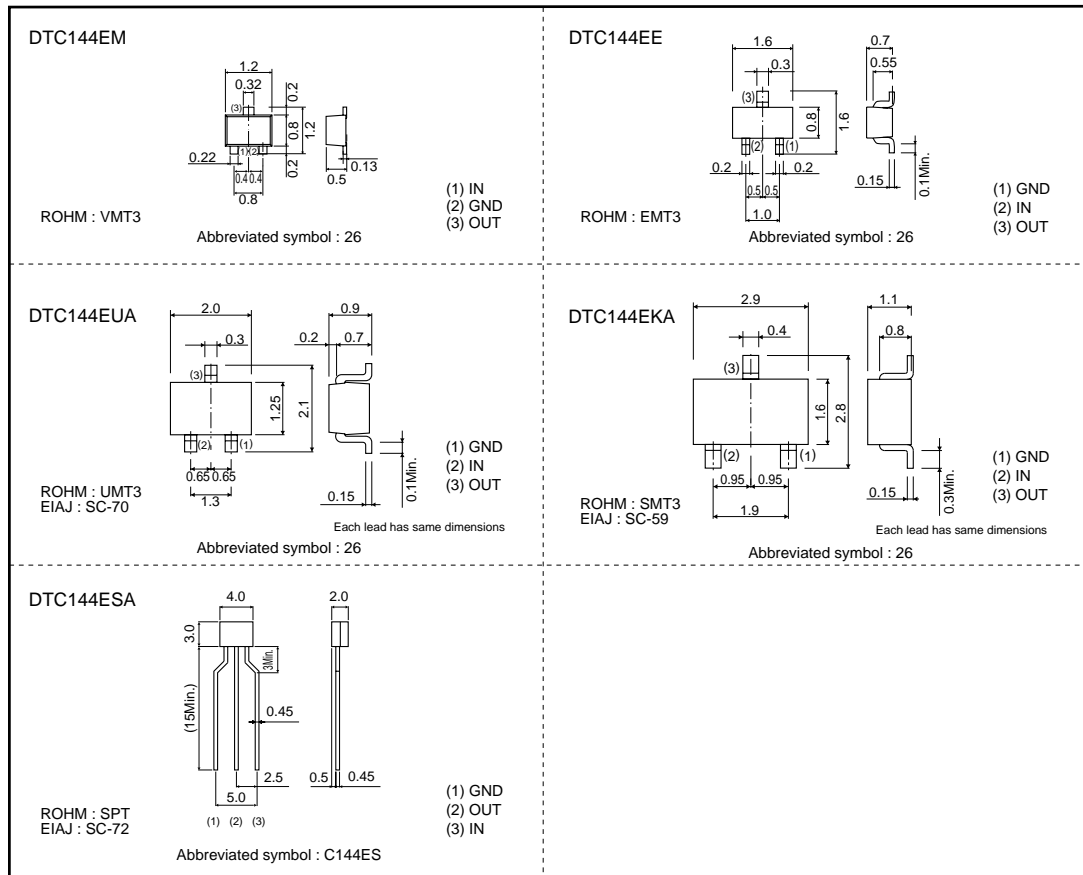 DTC144EM
1.2
0.32
0.2
(3)
0.8
1.2
(1) (2)
0.22
0.2
0.4 0.4
0.8
0.5
0.13
ROHM : VMT3
(1) IN
(2) GND
(3) OUT
Abbreviated symbol : 26
DTC144EE
1.6
0.3
0.7
0.55
(3)
0.8
1.6
(2) (1)
0.2 0.2
0.5 0.5
1.0
0.15
0.1Min.
ROHM : EMT3
(1) GND
(2) IN
(3) OUT
Abbreviated symbol : 26
DTC144EUA
2.0
0.3
0.9
0.2 0.7
(3)
1.25
2.1
(2) (1)
0.65 0.65
1.3
0.15
0.1Min.
ROHM : UMT3
EIAJ : SC-70
(1) GND
(2) IN
(3) OUT
Each lead has same dimensions
Abbreviated symbol : 26
DTC144EKA
2.9
0.4
1.1
0.8
(3)
1.6
2.8
(2) (1)
0.95 0.95
1.9
0.15
0.3Min.
ROHM : SMT3
EIAJ : SC-59
(1) GND
(2) IN
(3) OUT
Each lead has same dimensions
Abbreviated symbol : 26
DTC144ESA
4.0
2.0
3.0
3Min.
(15Min.)
0.45
2.5
5.0
0.5 0.45
(1) (2) (3)
ROHM : SPT
EIAJ : SC-72
(1) GND
(2) OUT
(3) IN
Abbreviated symbol : C144ES